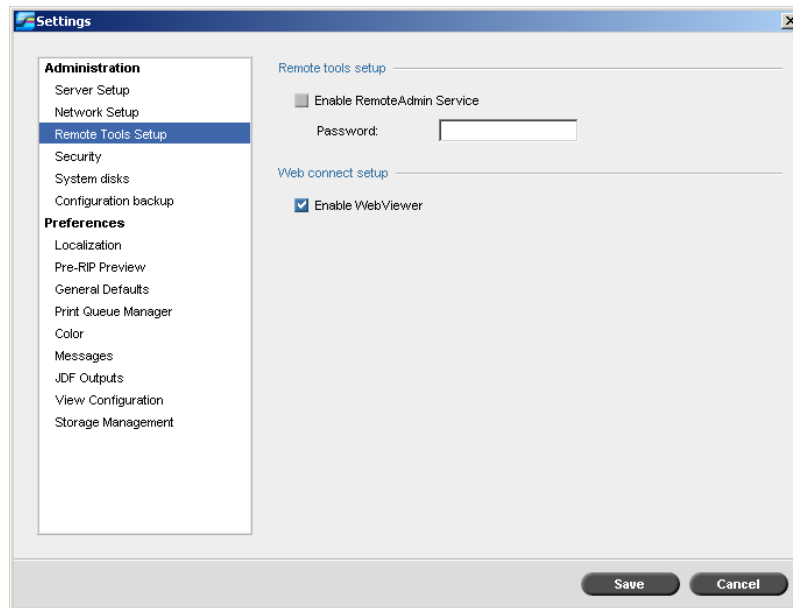 Settings
Administration
Server Setup
Network Setup
Remote Tools Setup
Security
System disks
Configuration backup
Preferences
Localization
Pre-RIP Preview
General Defaults
Print Queue Manager
Color
Messages
JDF Outputs
View Configuration
Storage Management
Remote tools setup
Enable RemoteAdmin Service
Password:
Web connect setup
Enable WebViewer
Save
Cancel